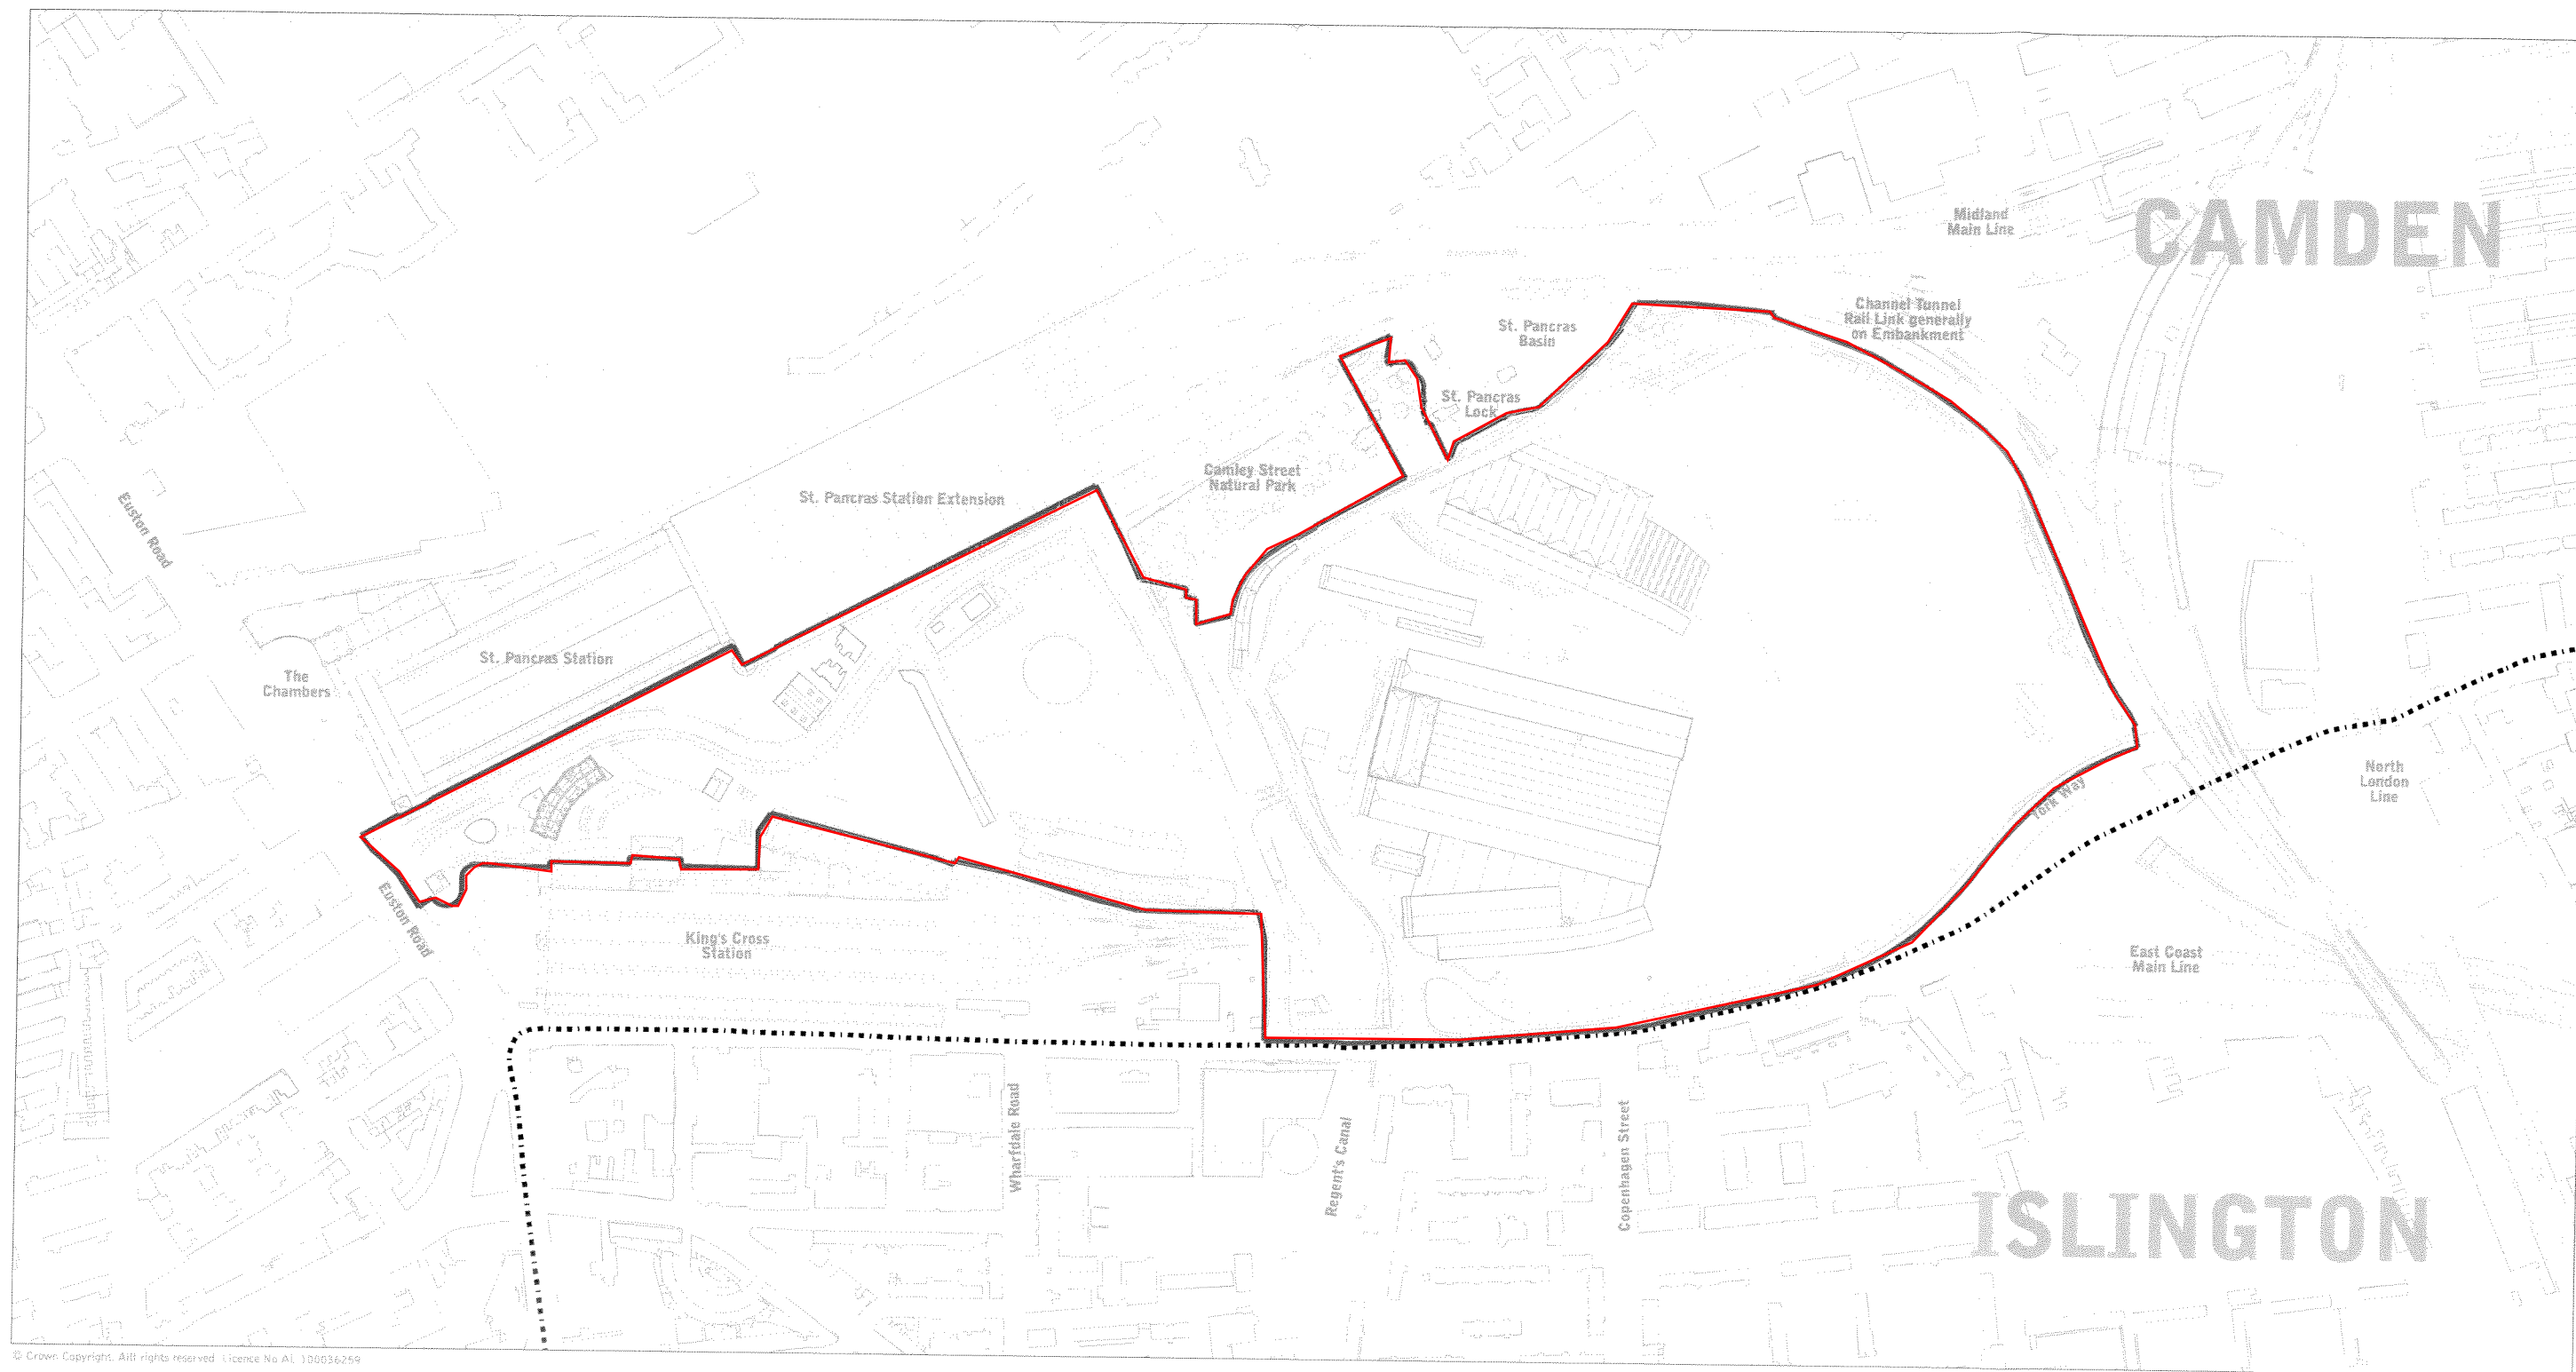 CAMDEN
Midland
Main Line
Channel Tunnel
Rail Link generally
on Embankment
St. Pancras
Basin
St. Pancras
Lock
Camley Street
Natural Park
St. Pancras Station Extension
Euston Road
St. Pancras Station
The
Chambers
North
London
Line
York Way
Euston Road
King's Cross
Station
East Coast
Main Line
Wharfdale Road
Regent's Canal
Copenhagen Street
ISLINGTON
© Crown Copyright. Alll rights reserved Licence No AL 100036259